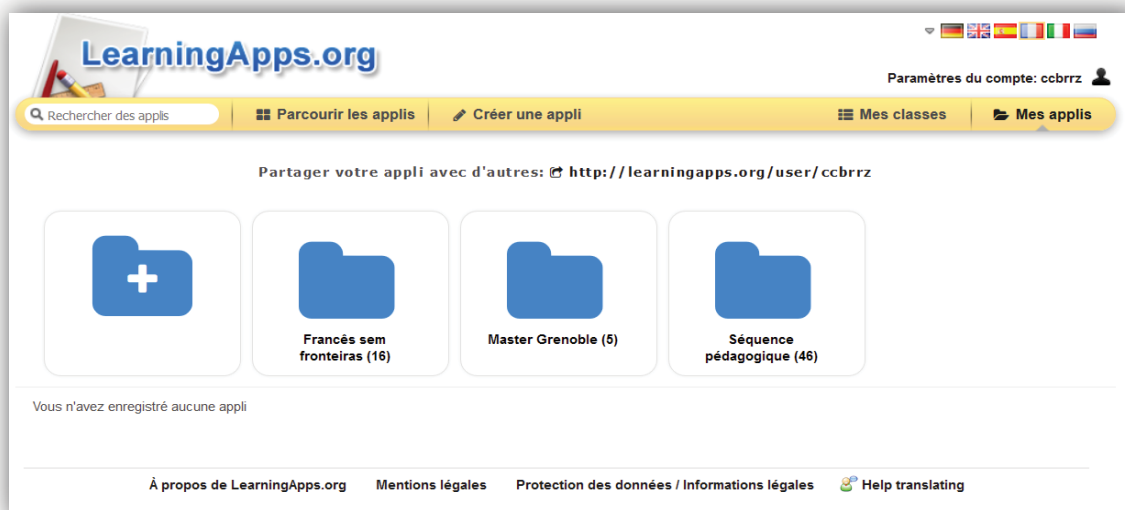 LearningApps.org
Paramètres du compte: ccbrrz
Rechercher des applis
Parcourir les applis
Créer une appli
Mes classes
Mes applis
Partager votre appli avec d'autres: http://learningapps.org/user/ccbrrz
Francês sem
fronteiras (16)
Master Grenoble (5)
Séquence
pédagogique (46)
Vous n'avez enregistré aucune appli
À propos de LearningApps.org
Mentions légales
Protection des données / Informations légales
Help translating